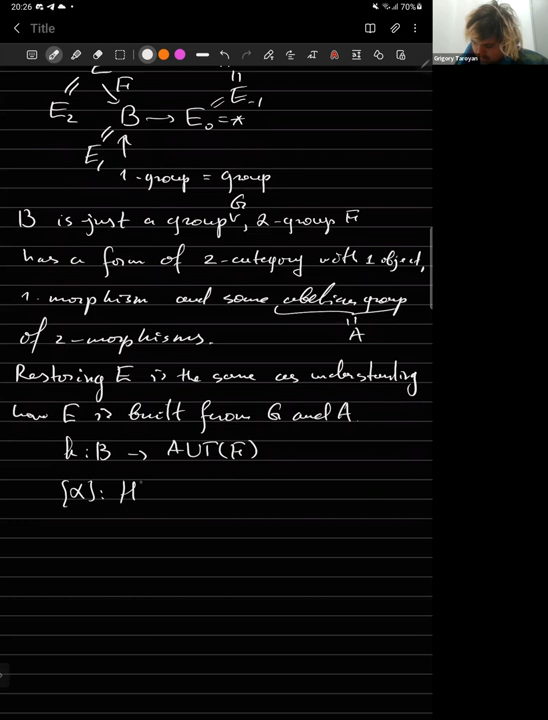 20:26
70%
Title
Grigory Taroyan
F
E₂ B → E₀ = *
E₋₁
E₁
1-group = group
G
B is just a group, 2-group F
has a form of 2-category with 1 object,
1-morphism and some abelian group
A
of 2-morphisms.
Restoring E is the same as understanding
how E is built from G and A.
k: B → AUT(F)
[α]: H